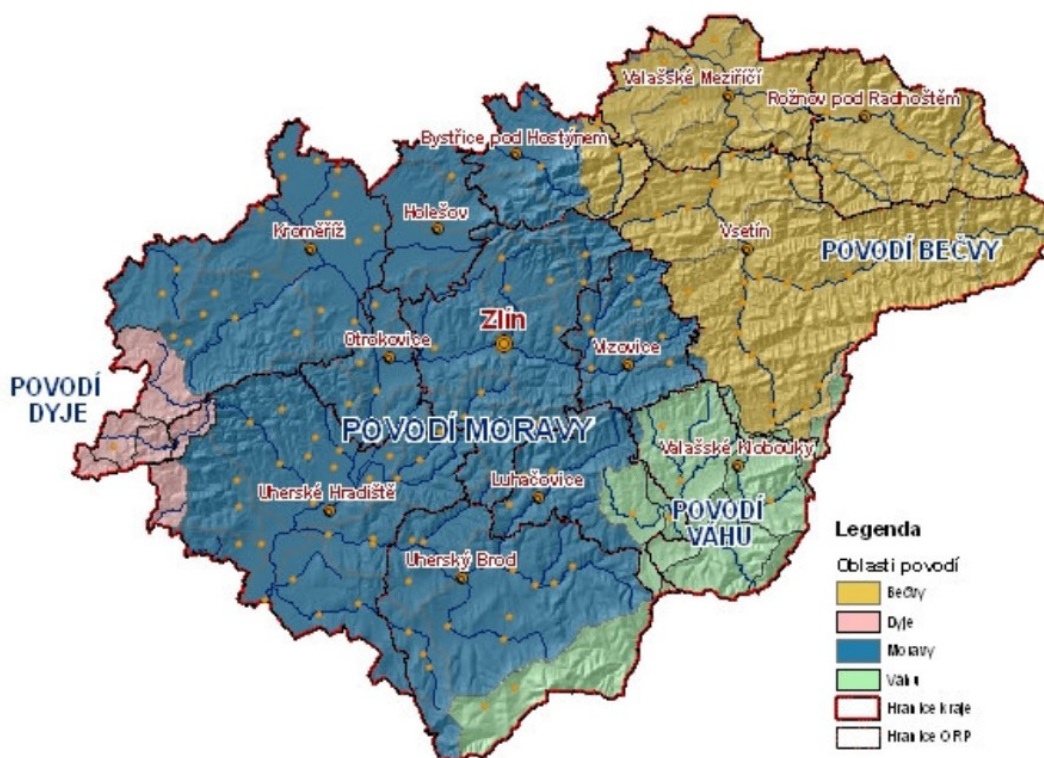 Valašské Meziříčí
Rožnov pod Radhoštěm
Bystřice pod Hostýnem
Holešov
Kroměříž
Vsetín
POVODÍ BEČVY
Zlín
Otrokovice
Vizovice
POVODÍ
DYJE
POVODÍ MORAVY
Valašské Klobouky
Luhačovice
Uherské Hradiště
POVODÍ
VÁHU
Uherský Brod
Legenda
Oblasti povodí
Bečvy
Dyje
Moravy
Váhu
Hranice kraje
Hranice ORP